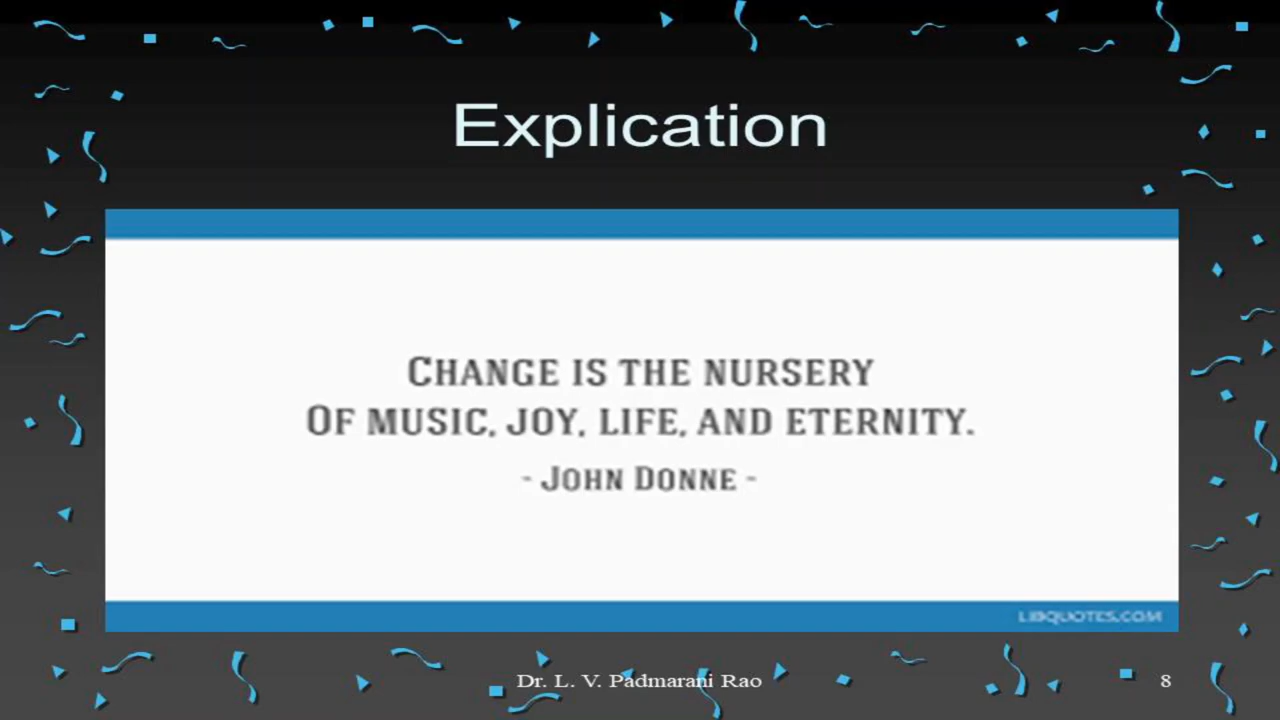 Explication
CHANGE IS THE NURSERY
OF MUSIC, JOY, LIFE, AND ETERNITY.
- JOHN DONNE -
LIBQUOTES.COM
Dr. L. V. Padmarani Rao
8